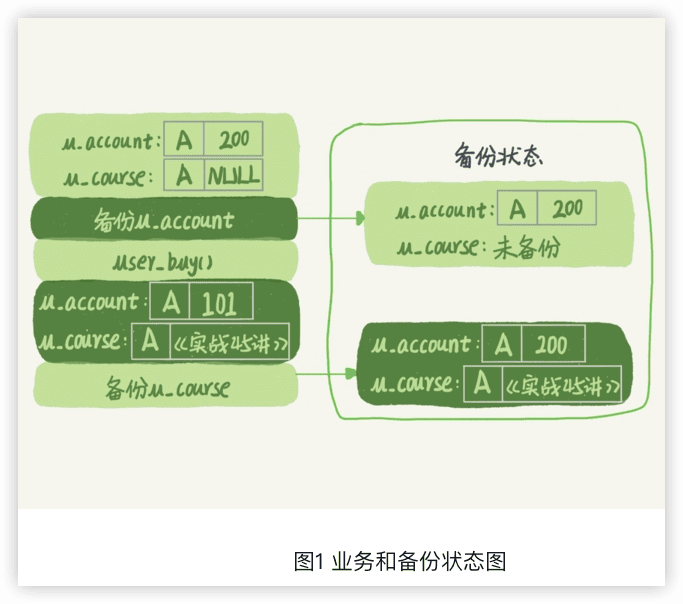 u_account: A 200
u_course: A NULL
备份u_account
user_buy()
u_account: A 101
u_course: A 《实战45讲》
备份u_course
备份状态
u_account: A 200
u_course: 未备份
u_account: A 200
u_course: A 《实战45讲》
图1 业务和备份状态图